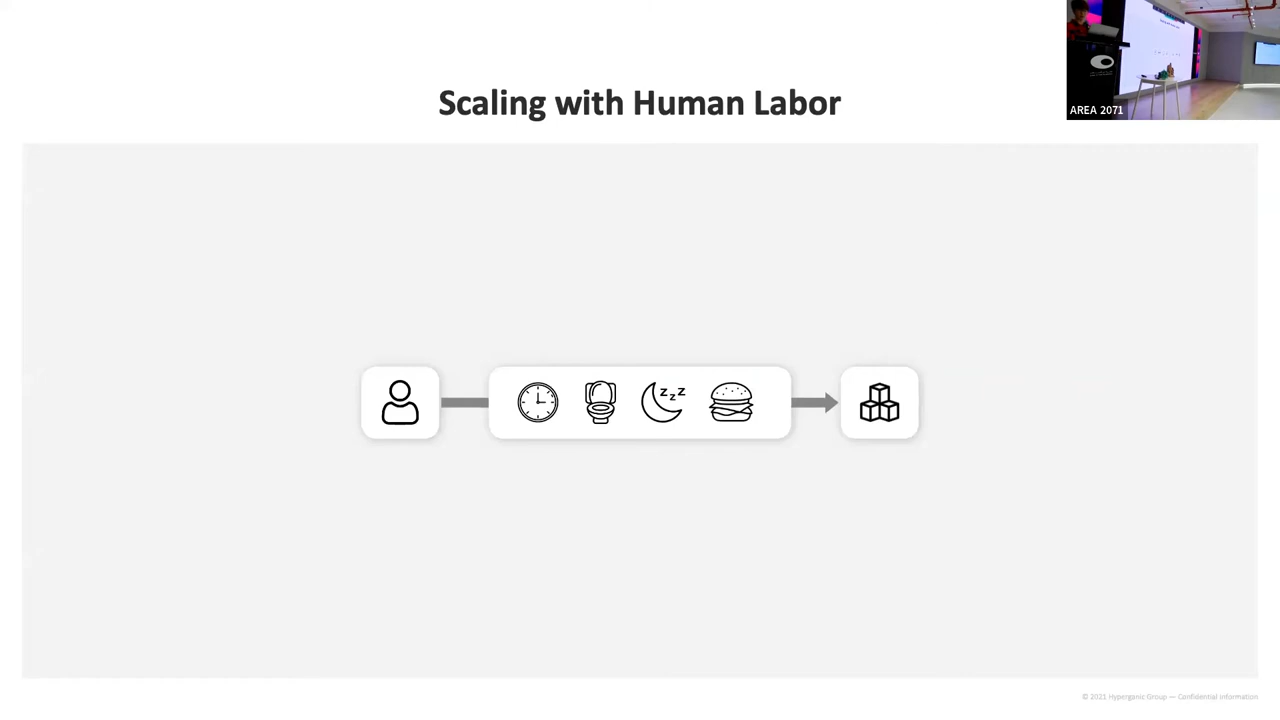 Scaling with Human Labor
AREA 2071
z z z
© 2021 Hyperganic Group — Confidential Information